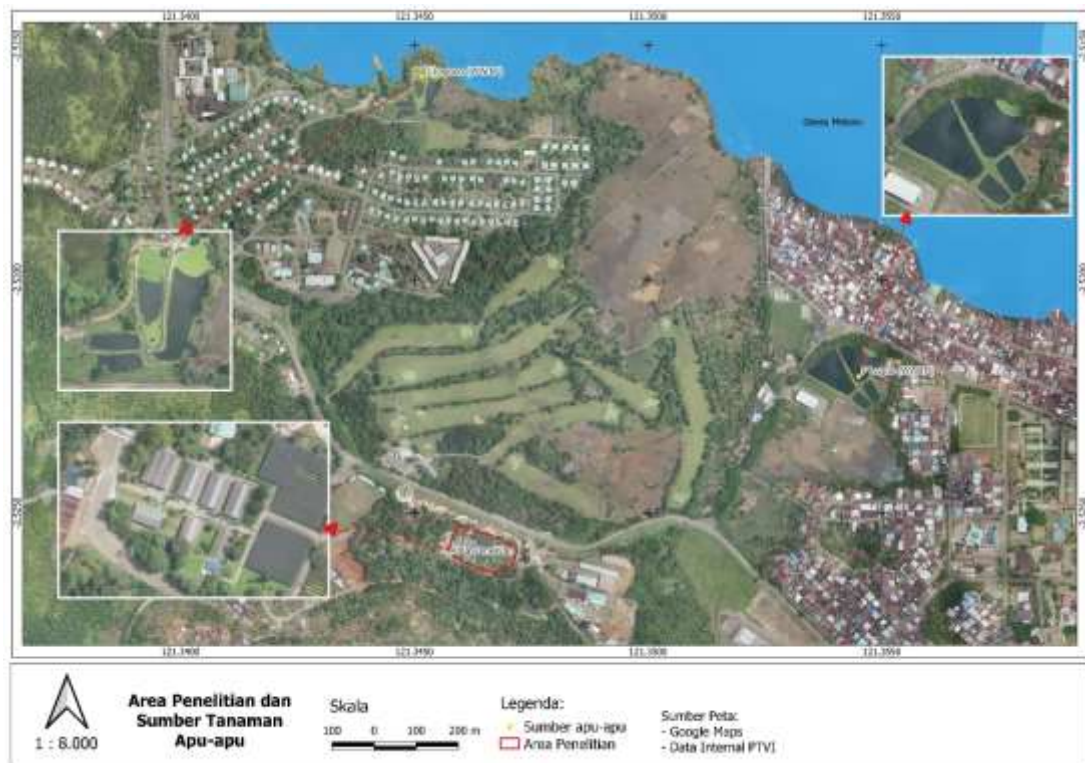 121.3400 121.3450 121.3500 121.3550
121.3400 121.3450 121.3500 121.3550
1 : 8.000
Area Penelitian dan
Sumber Tanaman
Apu-apu
Skala
100 0 100 200 m
Legenda:
Sumber apu-apu
Area Penelitian
Sumber Peta:
- Google Maps
- Data Internal PTVI